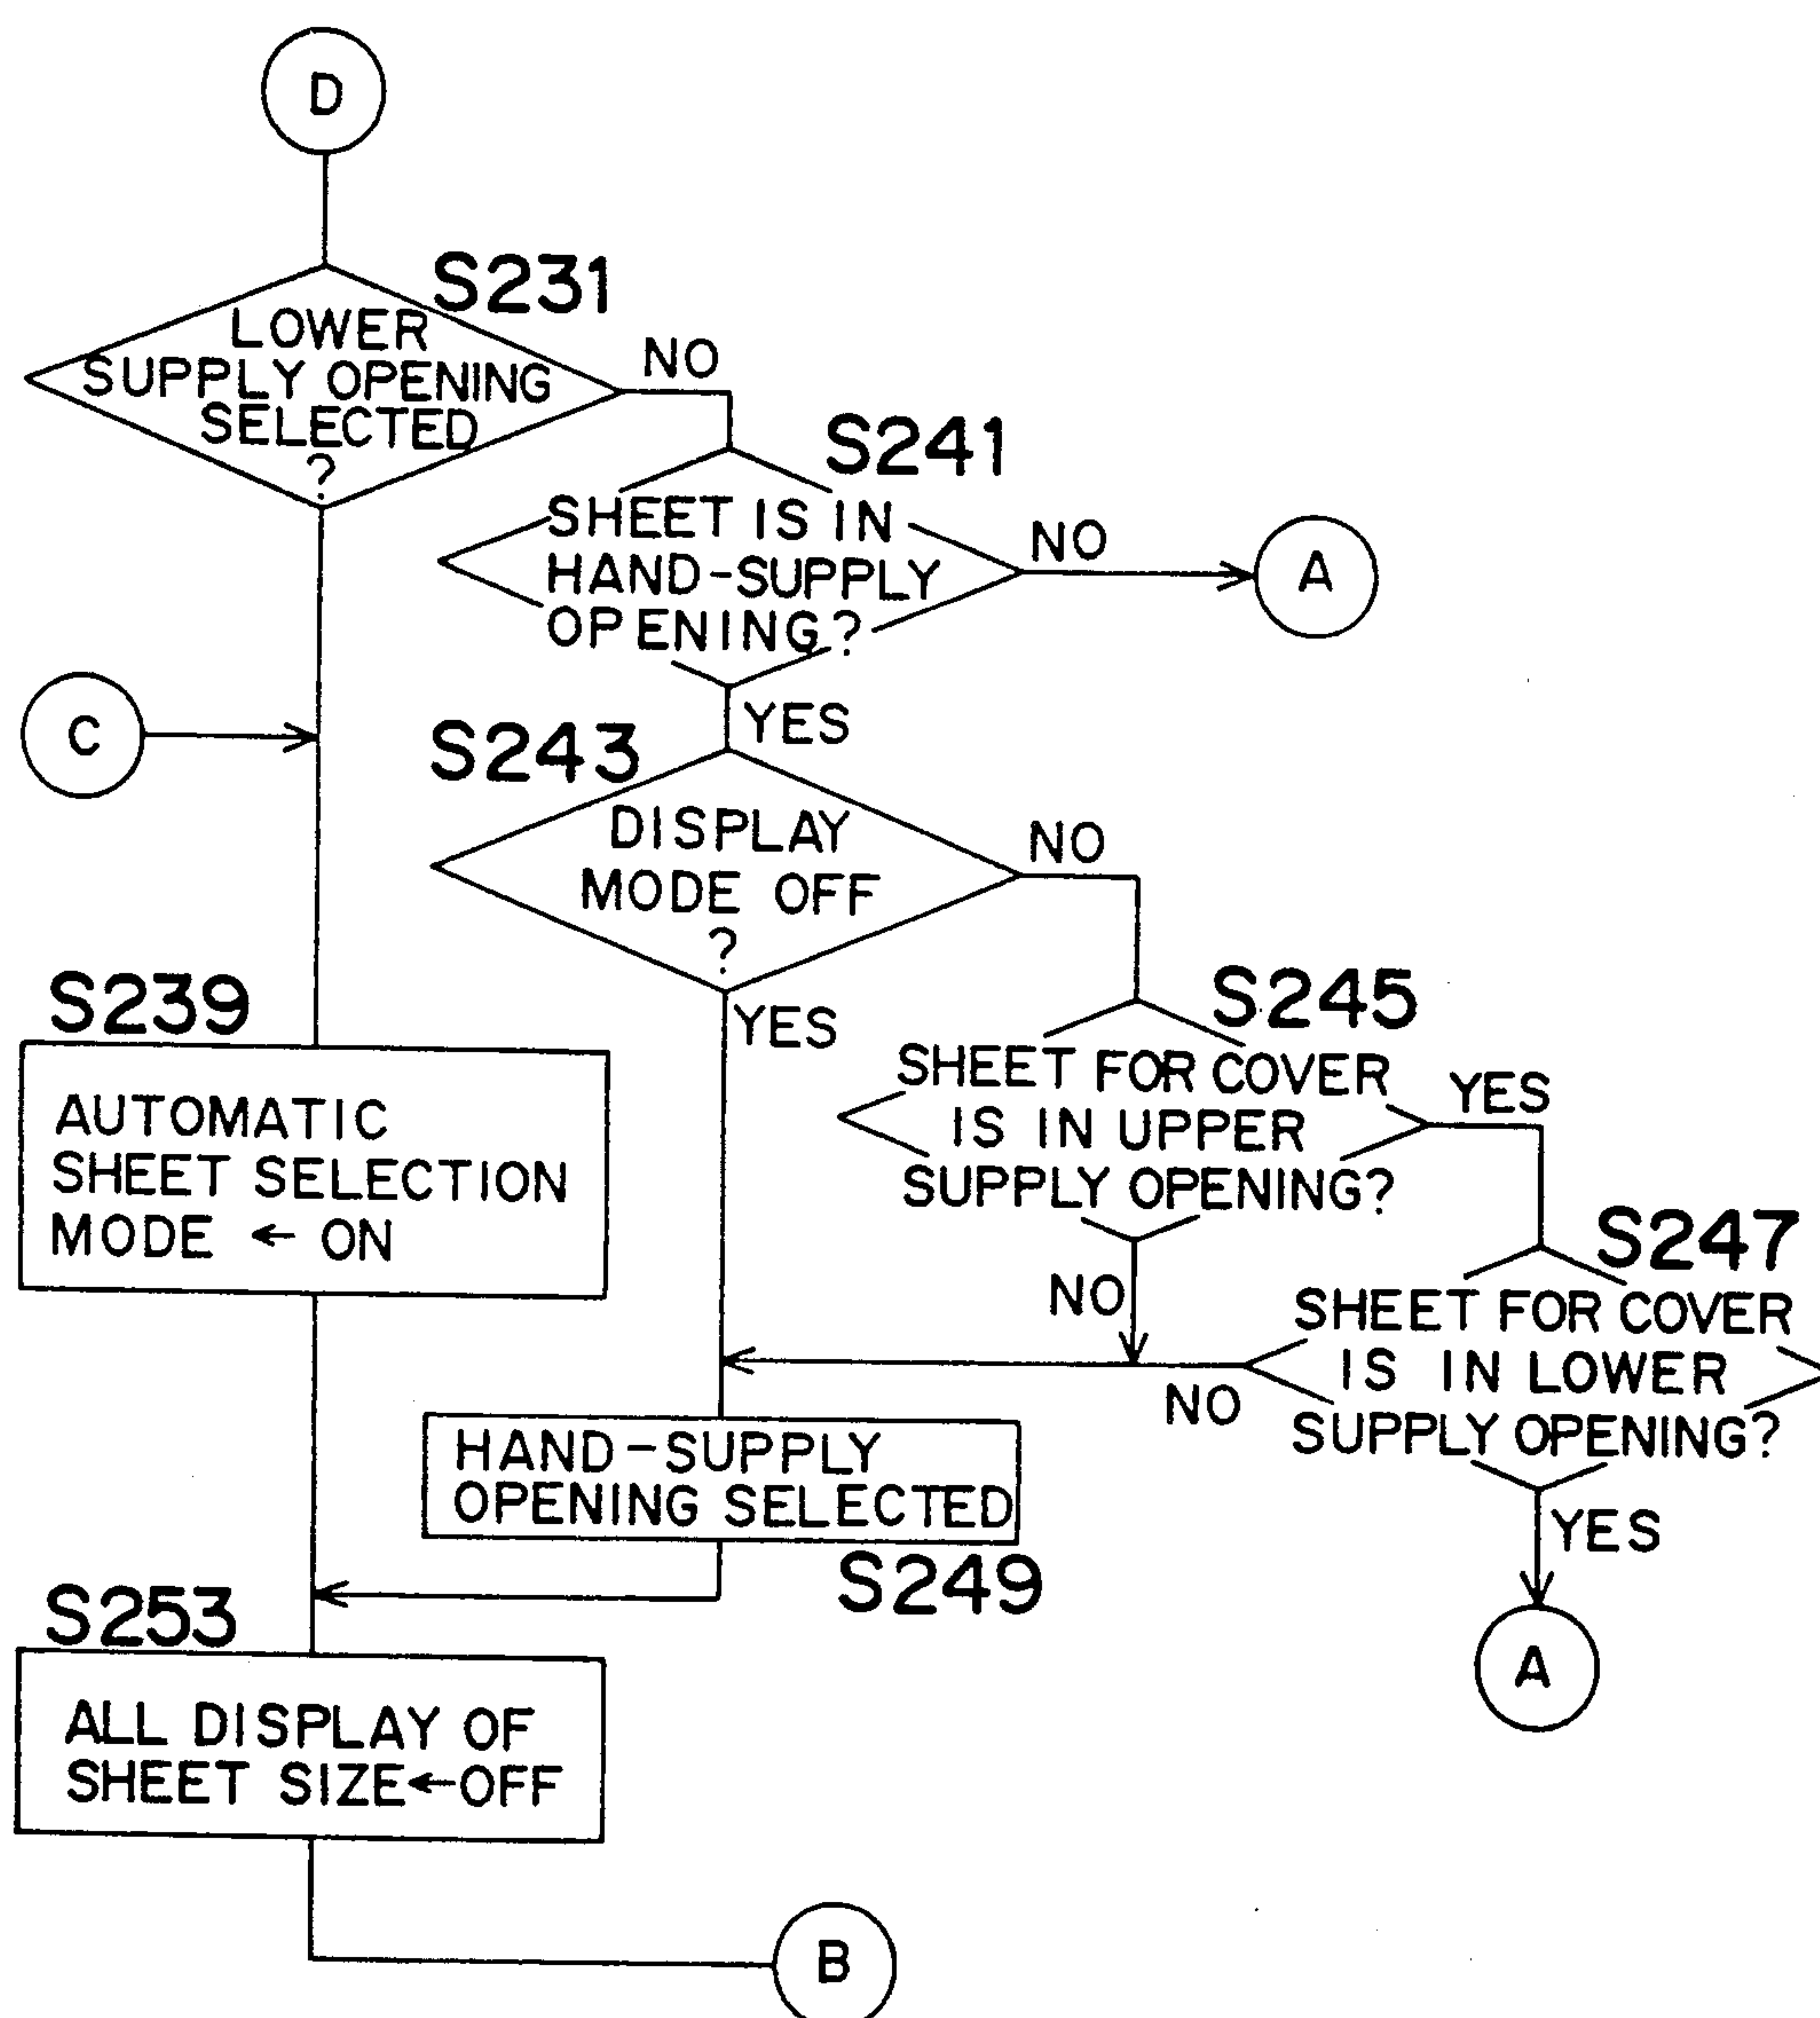 D
S231
LOWER
SUPPLY OPENING
SELECTED
?
NO
S241
SHEET IS IN
HAND-SUPPLY
OPENING?
NO
A
YES
C
S243
DISPLAY
MODE OFF
?
NO
YES
S239
AUTOMATIC
SHEET SELECTION
MODE ← ON
S245
SHEET FOR COVER
IS IN UPPER
SUPPLY OPENING?
YES
NO
S247
SHEET FOR COVER
IS IN LOWER
SUPPLY OPENING?
NO
YES
A
HAND-SUPPLY
OPENING SELECTED
S249
S253
ALL DISPLAY OF
SHEET SIZE←OFF
B